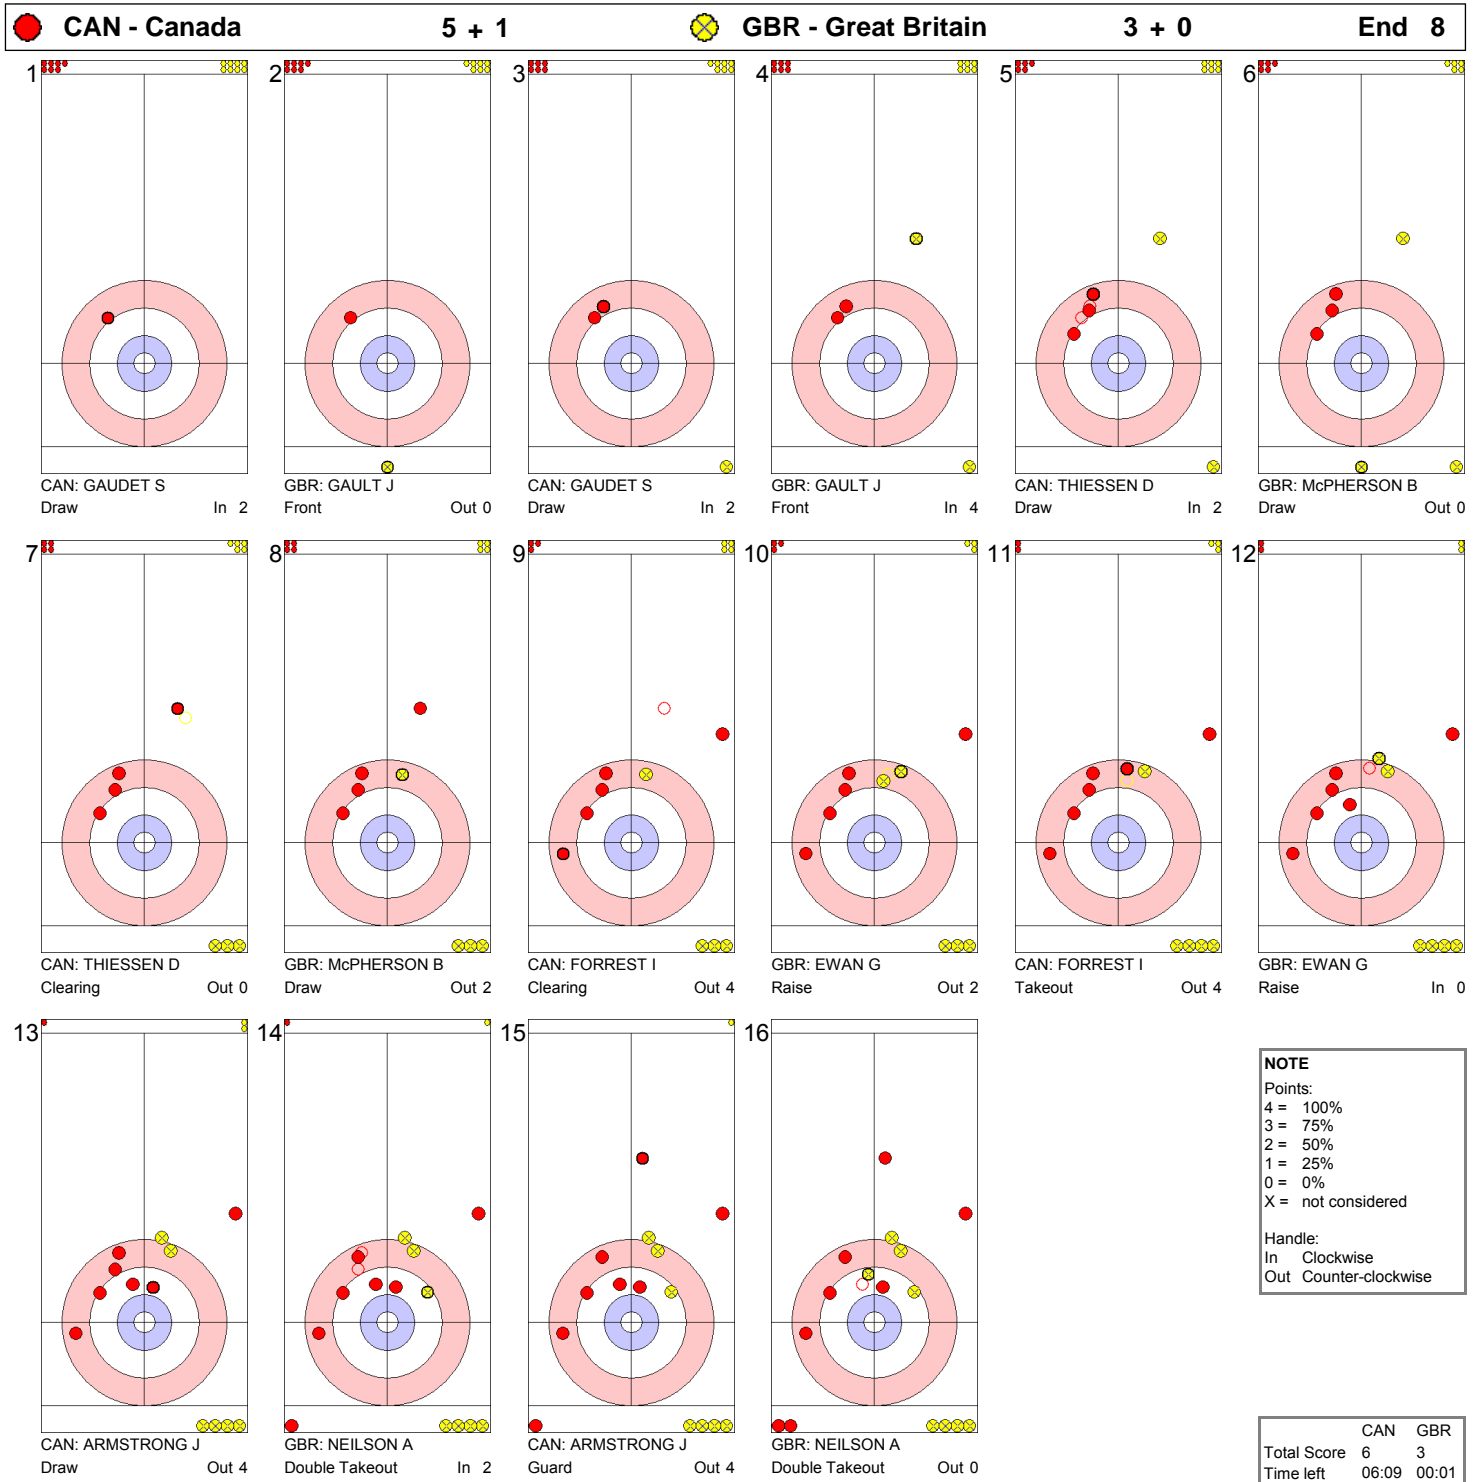 CAN - Canada 5 + 1 GBR - Great Britain 3 + 0 End 8
1 2 3 4 5 6
CAN: GAUDET S GBR: GAULT J CAN: GAUDET S GBR: GAULT J CAN: THIESSEN D GBR: McPHERSON B
Draw In 2 Front Out 0 Draw In 2 Front In 4 Draw In 2 Draw Out 0
7 8 9 10 11 12
CAN: THIESSEN D GBR: McPHERSON B CAN: FORREST I GBR: EWAN G CAN: FORREST I GBR: EWAN G
Clearing Out 0 Draw Out 2 Clearing Out 4 Raise Out 2 Takeout Out 4 Raise In 0
13 14 15 16
CAN: ARMSTRONG J GBR: NEILSON A CAN: ARMSTRONG J GBR: NEILSON A
Draw Out 4 Double Takeout In 2 Guard Out 4 Double Takeout Out 0
NOTE
Points:
4 = 100%
3 = 75%
2 = 50%
1 = 25%
0 = 0%
X = not considered
Handle:
In Clockwise
Out Counter-clockwise
CAN GBR
Total Score 6 3
Time left 06:09 00:01